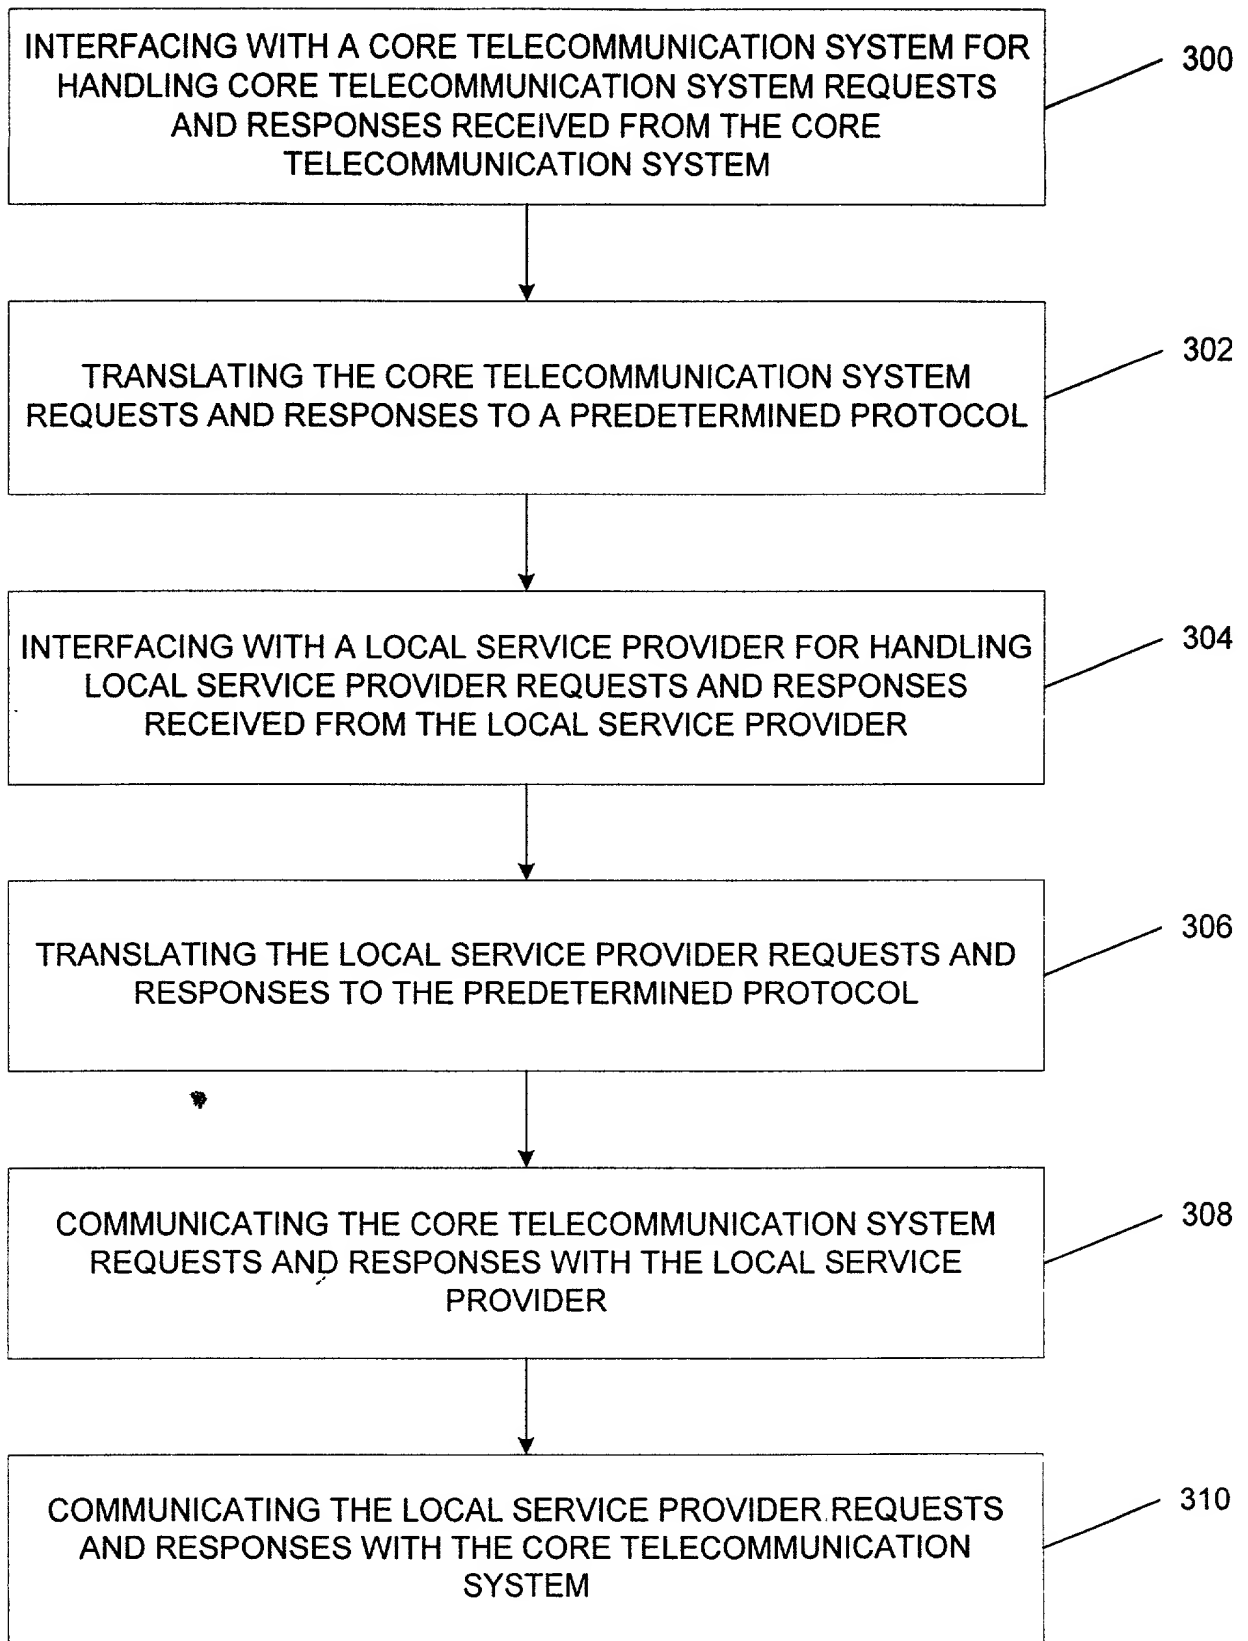 INTERFACING WITH A CORE TELECOMMUNICATION SYSTEM FOR
HANDLING CORE TELECOMMUNICATION SYSTEM REQUESTS
AND RESPONSES RECEIVED FROM THE CORE
TELECOMMUNICATION SYSTEM
300
TRANSLATING THE CORE TELECOMMUNICATION SYSTEM
REQUESTS AND RESPONSES TO A PREDETERMINED PROTOCOL
302
INTERFACING WITH A LOCAL SERVICE PROVIDER FOR HANDLING
LOCAL SERVICE PROVIDER REQUESTS AND RESPONSES
RECEIVED FROM THE LOCAL SERVICE PROVIDER
304
TRANSLATING THE LOCAL SERVICE PROVIDER REQUESTS AND
RESPONSES TO THE PREDETERMINED PROTOCOL
306
COMMUNICATING THE CORE TELECOMMUNICATION SYSTEM
REQUESTS AND RESPONSES WITH THE LOCAL SERVICE
PROVIDER
308
COMMUNICATING THE LOCAL SERVICE PROVIDER REQUESTS
AND RESPONSES WITH THE CORE TELECOMMUNICATION
SYSTEM
310